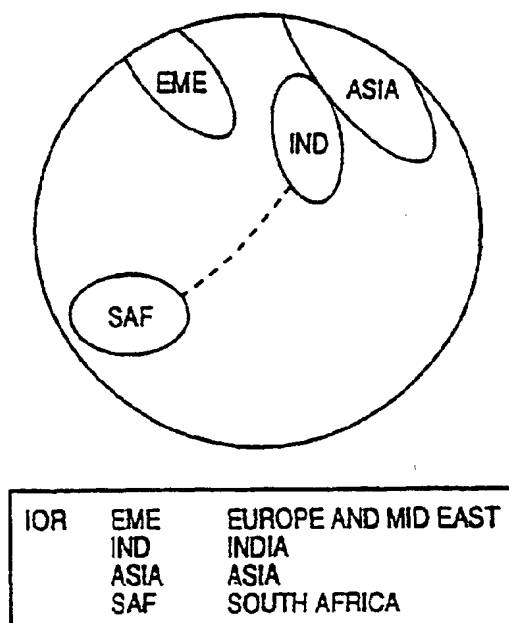 EME
ASIA
IND
SAF
IOR EME EUROPE AND MID EAST
IND INDIA
ASIA ASIA
SAF SOUTH AFRICA